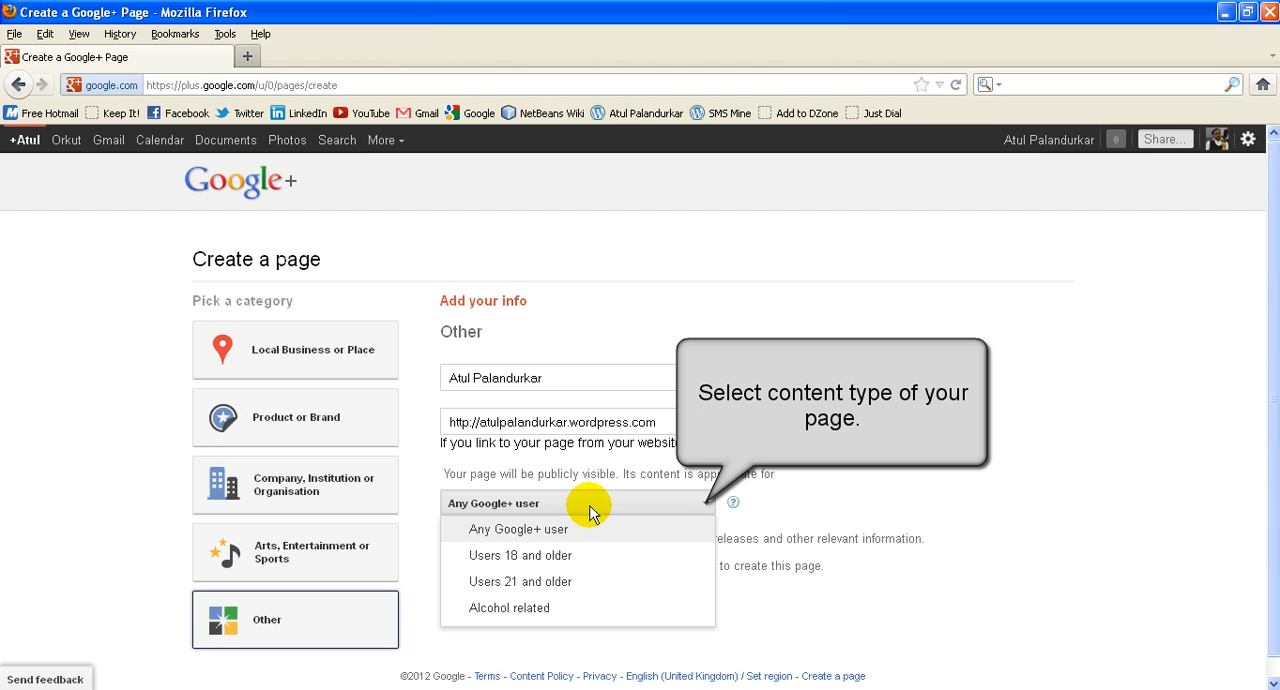 Create a Google+ Page - Mozilla Firefox
File Edit View History Bookmarks Tools Help
Create a Google+ Page
google.com https://plus.google.com/u/0/pages/create
Free Hotmail Keep It! Facebook Twitter LinkedIn YouTube Gmail Google NetBeans Wiki Atul Palandurkar SMS Mine Add to DZone Just Dial
+Atul Orkut Gmail Calendar Documents Photos Search More Atul Palandurkar 0 Share...
Google+
Create a page
Pick a category
Local Business or Place
Product or Brand
Company, Institution or
Organisation
Arts, Entertainment or
Sports
Other
Add your info
Other
Atul Palandurkar
http://atulpalandurkar.wordpress.com
If you link to your page from your website
Select content type of your
page.
Your page will be publicly visible. Its content is for
Any Google+ user
Any Google+ user
Users 18 and older
Users 21 and older
Alcohol related
eleases and other relevant information.
to create this page.
©2012 Google - Terms - Content Policy - Privacy - English (United Kingdom) / Set region - Create a page
Send feedback